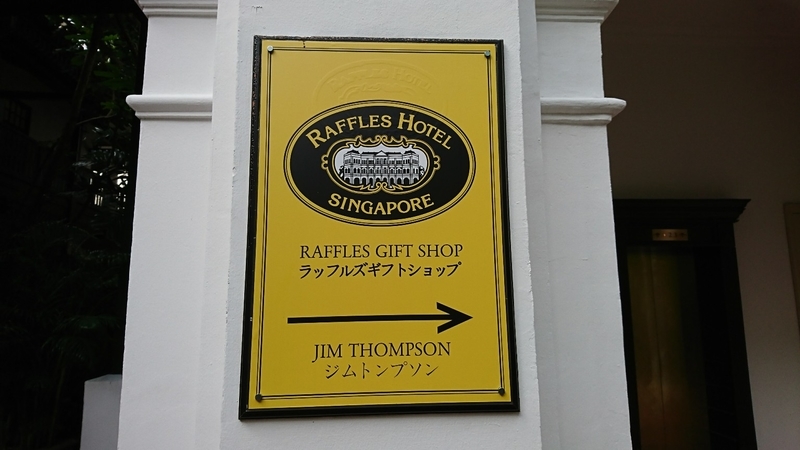 RAFFLES HOTEL
SINGAPORE
RAFFLES GIFT SHOP
ラッフルズギフトショップ
JIM THOMPSON
ジムトンプソン